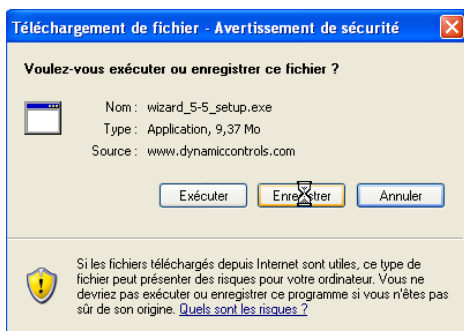 Téléchargement de fichier - Avertissement de sécurité
Voulez-vous exécuter ou enregistrer ce fichier ?
Nom : wizard_5-5_setup.exe
Type : Application, 9,37 Mo
Source : www.dynamiccontrols.com
Exécuter Enregistrer Annuler
Si les fichiers téléchargés depuis Internet sont utiles, ce type de
fichier peut présenter des risques pour votre ordinateur. Vous ne
devriez pas exécuter ou enregistrer ce programme si vous n'êtes pas
sûr de son origine. Quels sont les risques ?